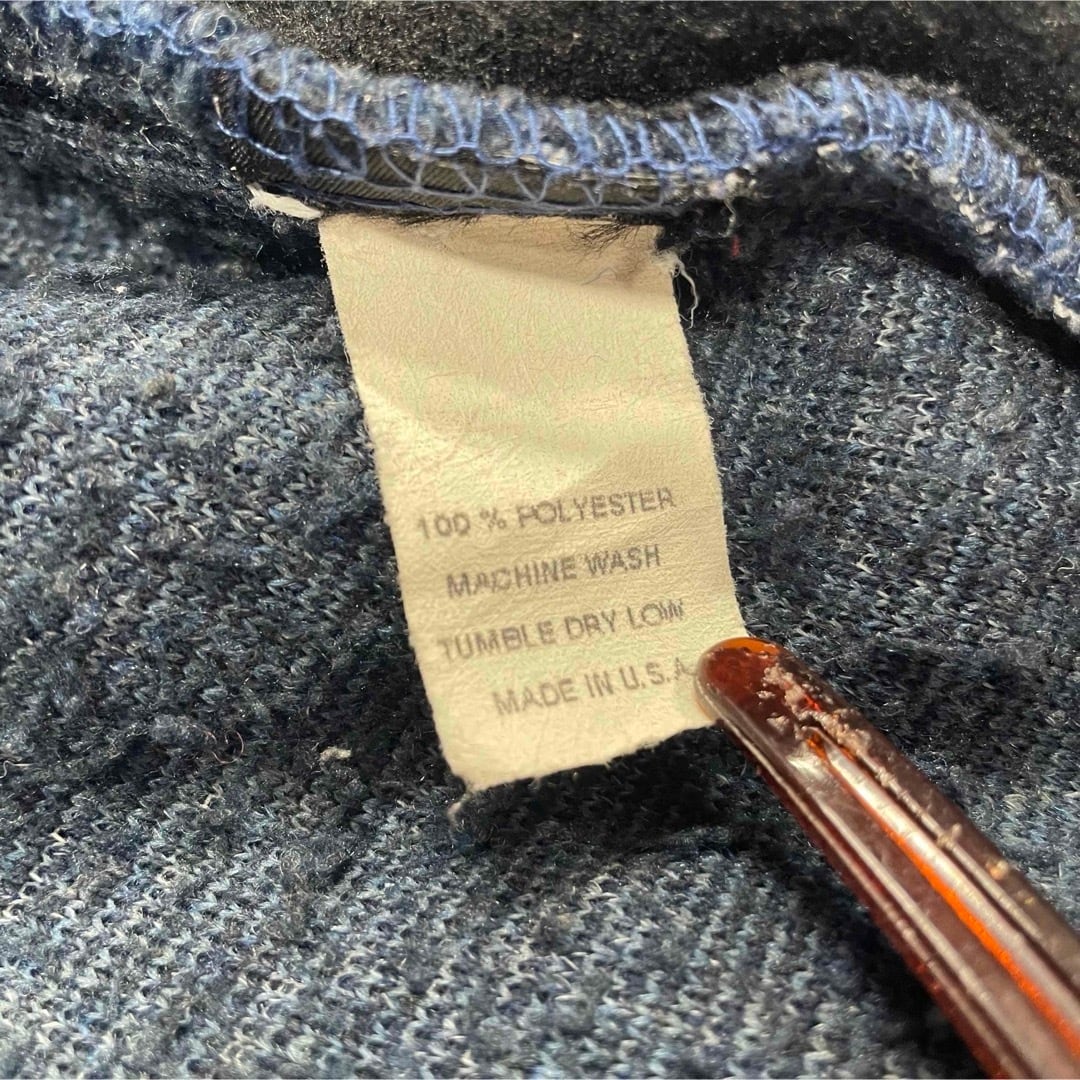 100 % POLYESTER
MACHINE WASH
TUMBLE DRY LOW
MADE IN U.S.A